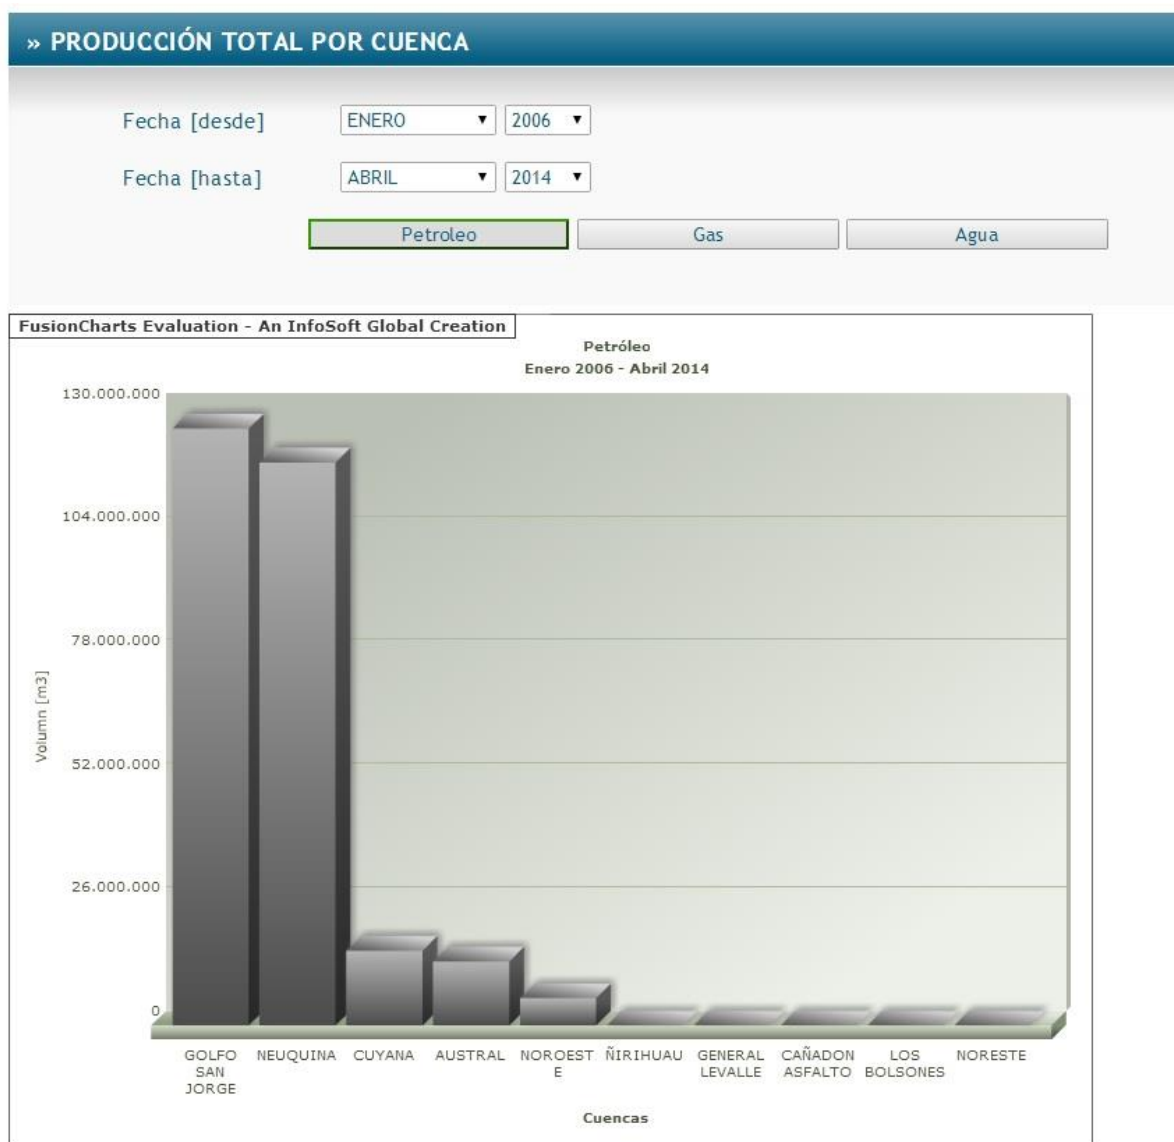 » PRODUCCIÓN TOTAL POR CUENCA
Fecha [desde] ENERO 2006
Fecha [hasta] ABRIL 2014
Petroleo Gas Agua
FusionCharts Evaluation - An InfoSoft Global Creation
Petróleo
Enero 2006 - Abril 2014
130.000.000
104.000.000
78.000.000
52.000.000
26.000.000
0
Volumn [m3]
GOLFO NEUQUINA CUYANA AUSTRAL NOROEST ÑIRIHUAU GENERAL CAÑADON LOS NORESTE
SAN E LEVALLE ASFALTO BOLSONES
JORGE
Cuencas